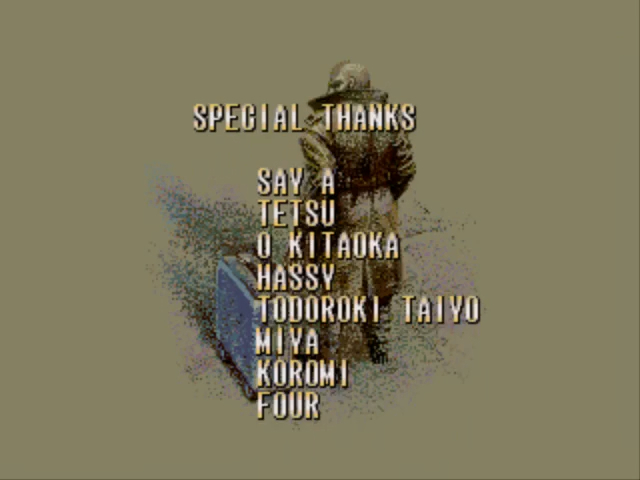 SPECIAL THANKS
SAY A
TETSU
O KITAOKA
HASSY
TODOROKI TAIYO
MIYA
KOROMI
FOUR